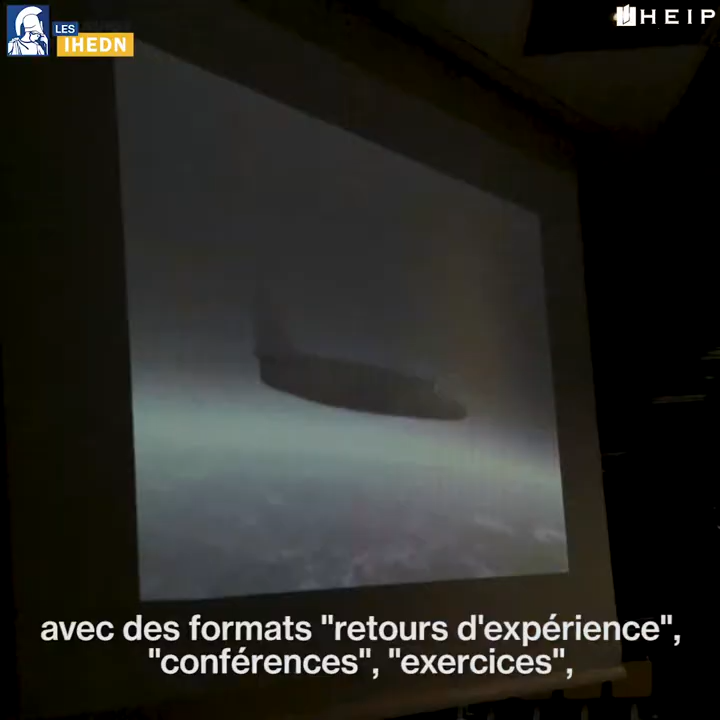 LES
IHEDN
HEIP
avec des formats "retours d'expérience",
"conférences", "exercices",